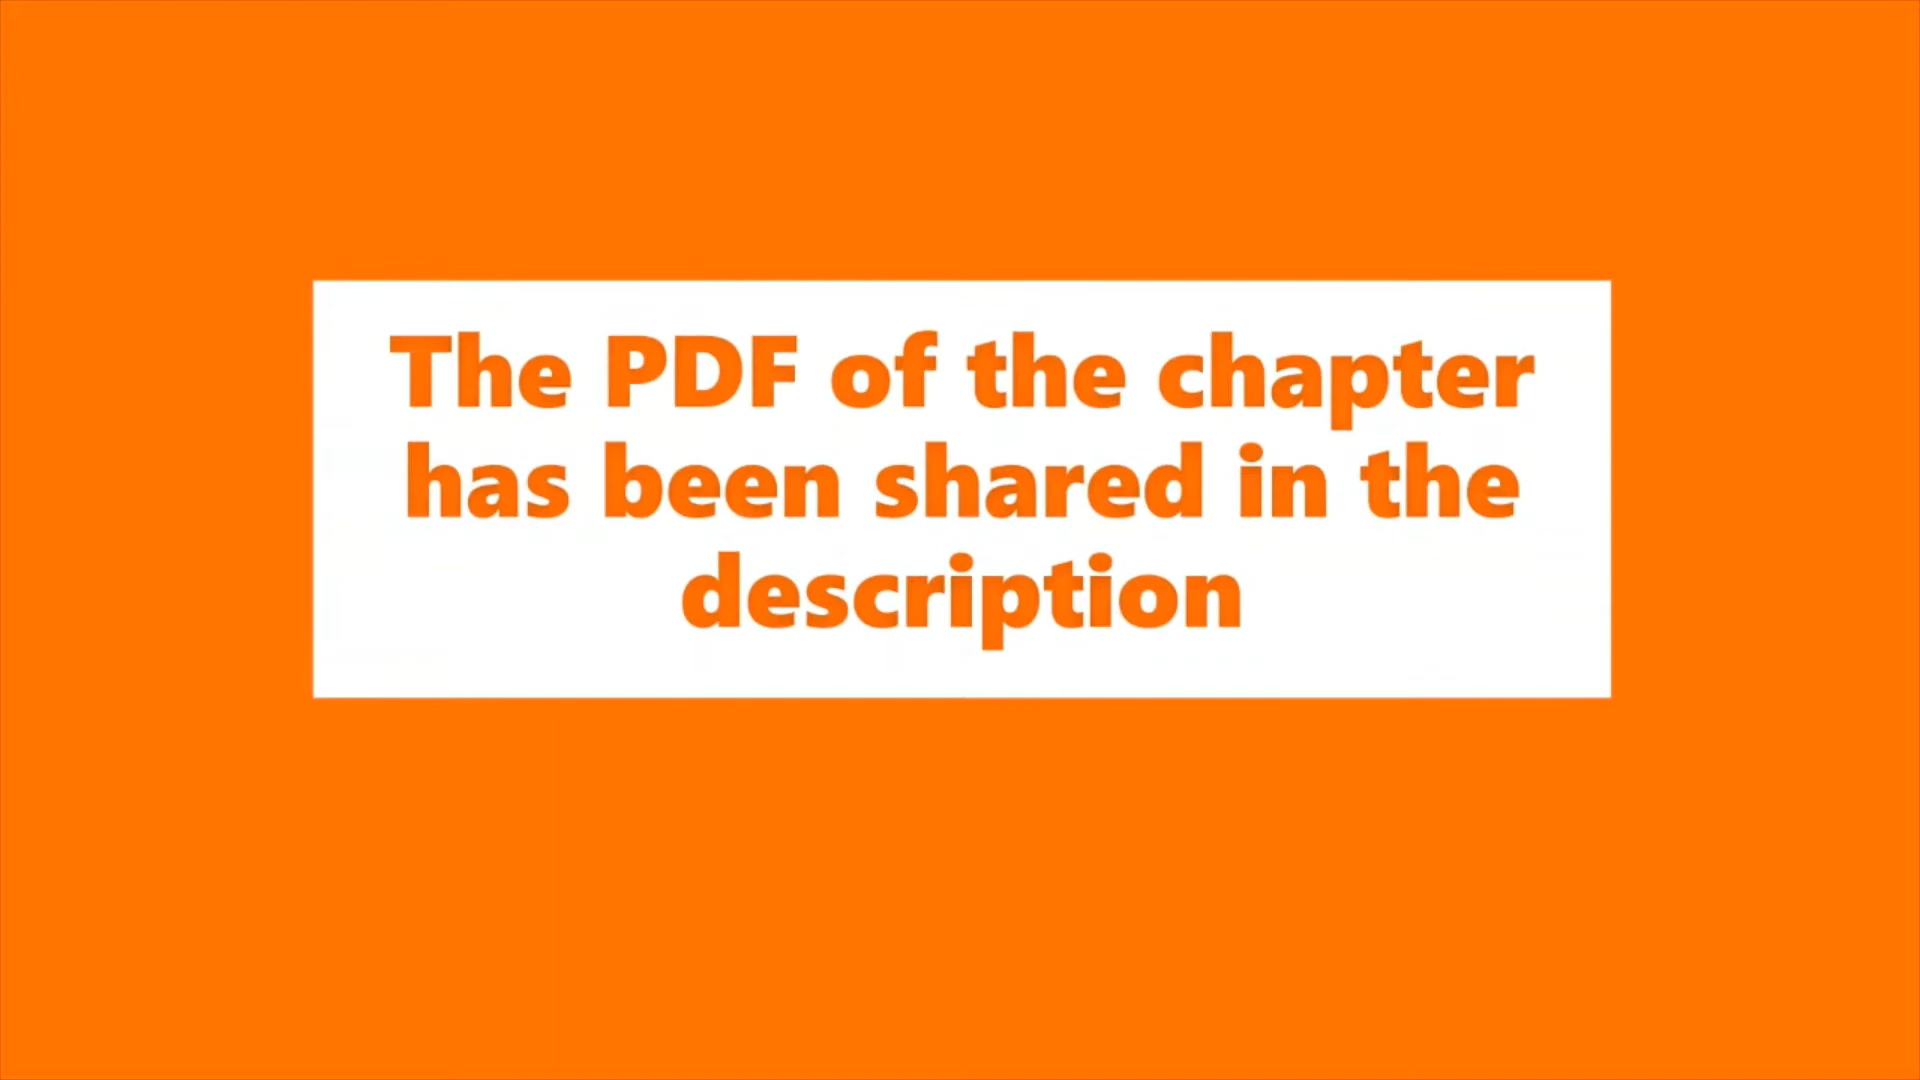 The PDF of the chapter
has been shared in the
description